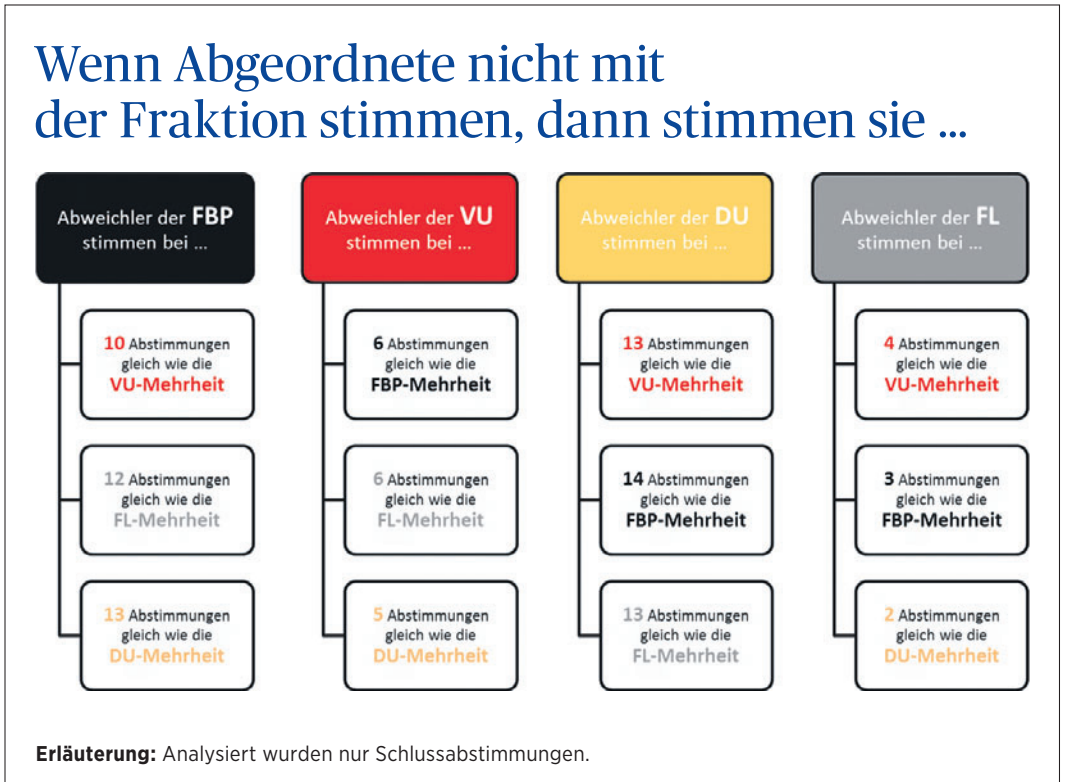 Wenn Abgeordnete nicht mit
der Fraktion stimmen, dann stimmen sie ...
Abweichler der FBP
stimmen bei ...
10 Abstimmungen
gleich wie die
VU-Mehrheit
12 Abstimmungen
gleich wie die
FL-Mehrheit
13 Abstimmungen
gleich wie die
DU-Mehrheit
Abweichler der VU
stimmen bei ...
6 Abstimmungen
gleich wie die
FBP-Mehrheit
6 Abstimmungen
gleich wie die
FL-Mehrheit
5 Abstimmungen
gleich wie die
DU-Mehrheit
Abweichler der DU
stimmen bei ...
13 Abstimmungen
gleich wie die
VU-Mehrheit
14 Abstimmungen
gleich wie die
FBP-Mehrheit
13 Abstimmungen
gleich wie die
FL-Mehrheit
Abweichler der FL
stimmen bei ...
4 Abstimmungen
gleich wie die
VU-Mehrheit
3 Abstimmungen
gleich wie die
FBP-Mehrheit
2 Abstimmungen
gleich wie die
DU-Mehrheit
Erläuterung: Analysiert wurden nur Schlussabstimmungen.